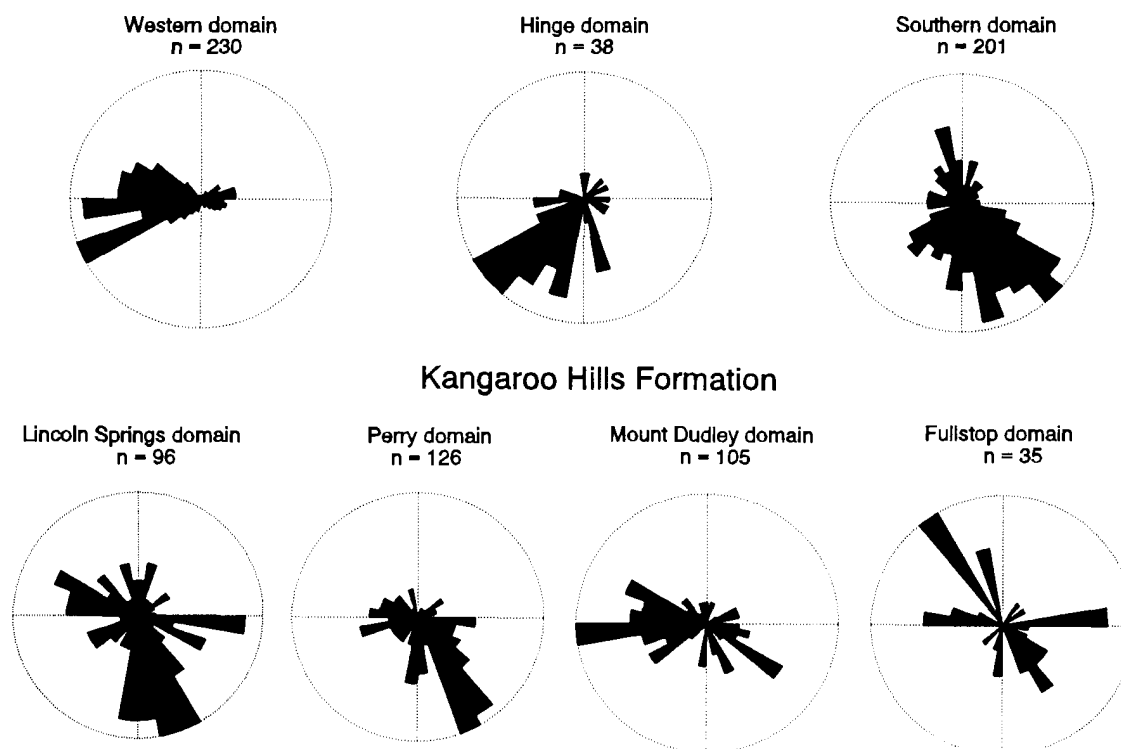 Western domain
n = 230
Hinge domain
n = 38
Southern domain
n = 201
Kangaroo Hills Formation
Lincoln Springs domain
n = 96
Perry domain
n = 126
Mount Dudley domain
n = 105
Fullstop domain
n = 35